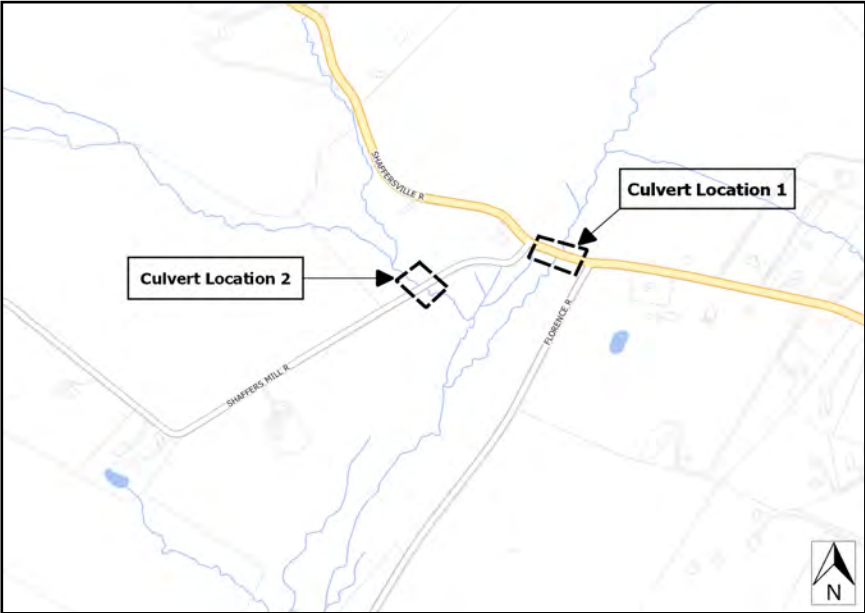 SHAFFERSVILLE R
Culvert Location 1
Culvert Location 2
FLORENCE R
SHAFFERS MILL R
N